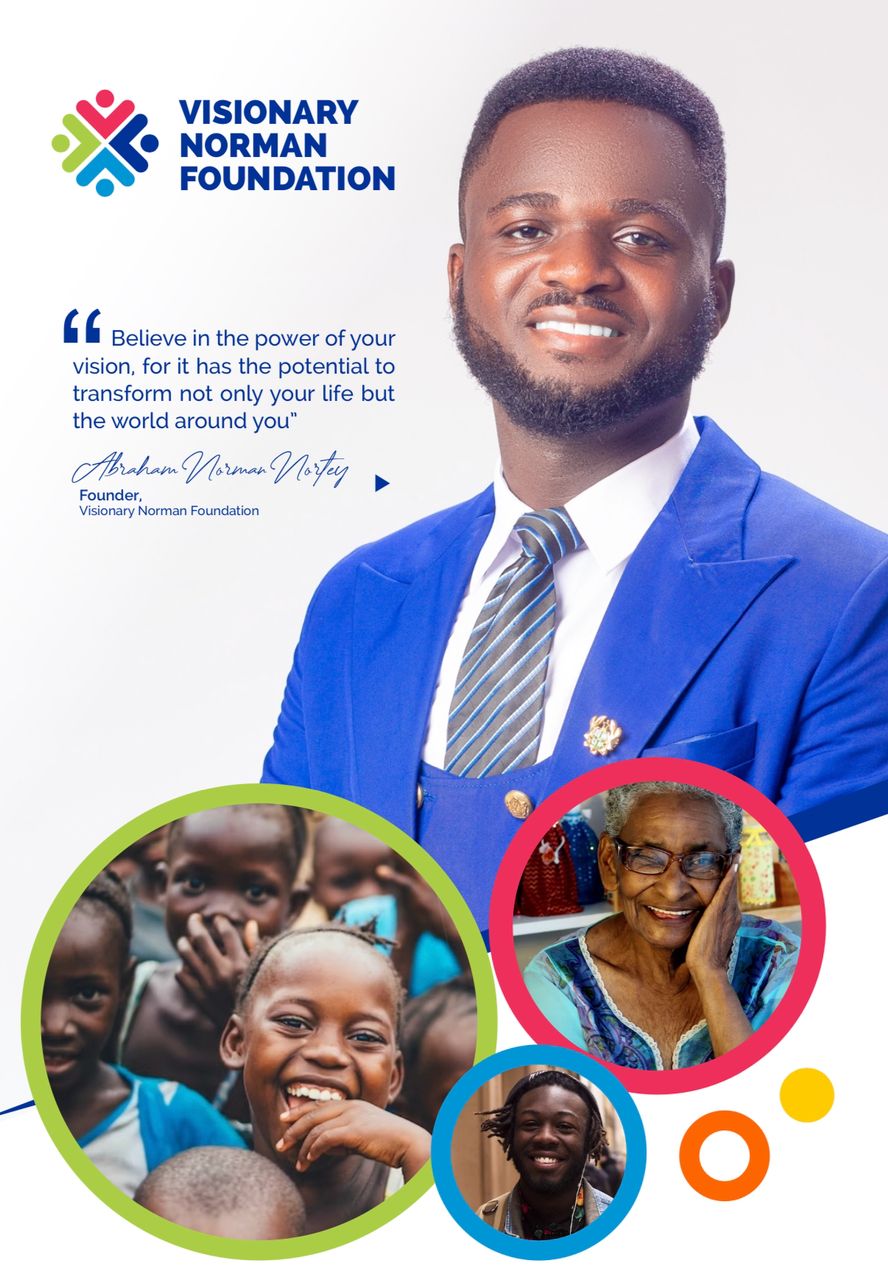 VISIONARY
NORMAN
FOUNDATION
“ Believe in the power of your
vision, for it has the potential to
transform not only your life but
the world around you”
Abraham Norman Nortey
Founder,
Visionary Norman Foundation